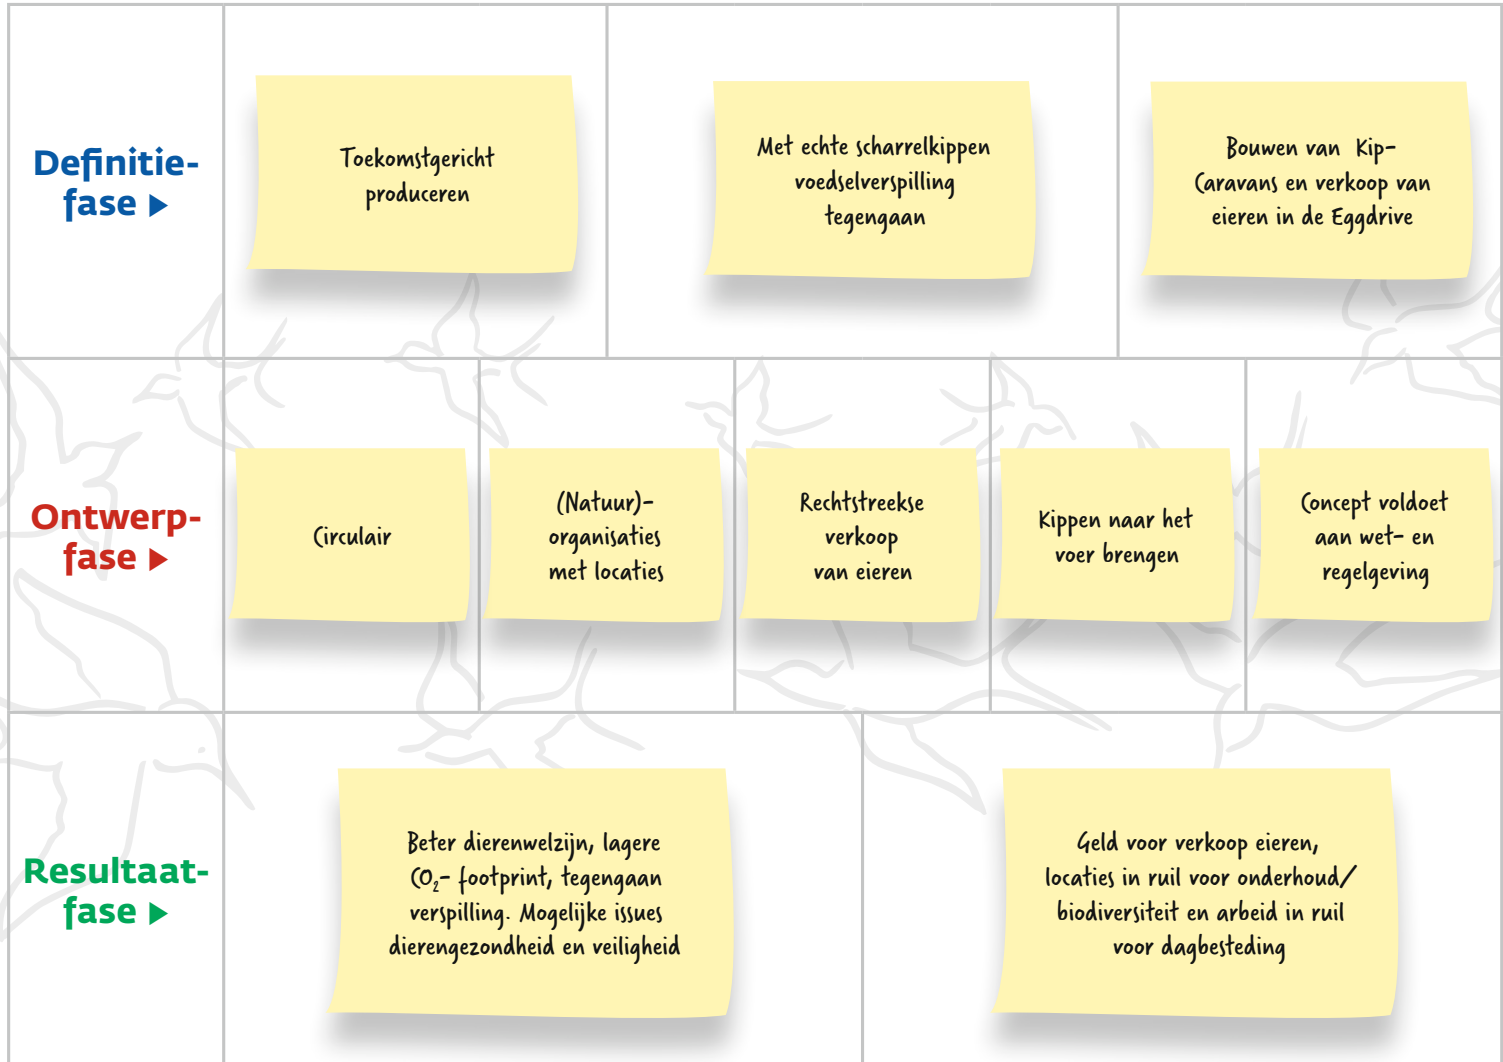 Definitie-
fase ▶
Toekomstgericht
produceren
Met echte scharrelkippen
voedselverspilling
tegengaan
Bouwen van Kip-
Caravans en verkoop van
eieren in de Eggdrive
Ontwerp-
fase ▶
Circulair
(Natuur)-
organisaties
met locaties
Rechtstreekse
verkoop
van eieren
Kippen naar het
voer brengen
Concept voldoet
aan wet- en
regelgeving
Resultaat-
fase ▶
Beter dierenwelzijn, lagere
CO₂- footprint, tegengaan
verspilling. Mogelijke issues
dierengezondheid en veiligheid
Geld voor verkoop eieren,
locaties in ruil voor onderhoud/
biodiversiteit en arbeid in ruil
voor dagbesteding